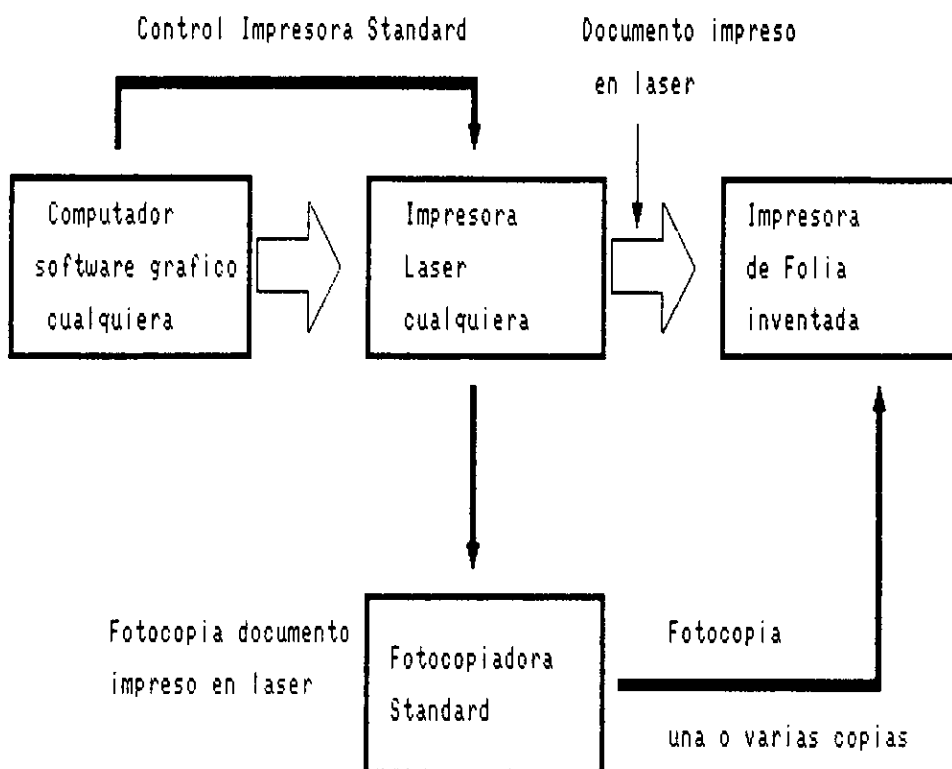 Control Impresora Standard
Documento impreso
en laser
Computador
software grafico
cualquiera
Impresora
Laser
cualquiera
Impresora
de Folia
inventada
Fotocopia documento
impreso en laser
Fotocopiadora
Standard
Fotocopia
una o varias copias